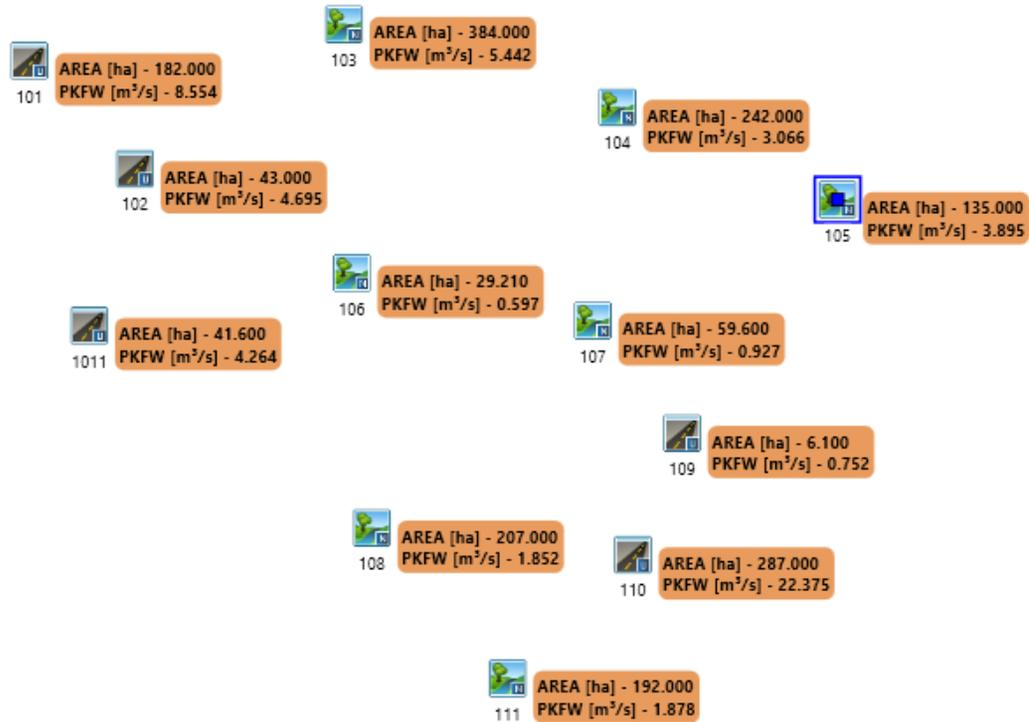 AREA [ha] - 384.000
PKFW [m³/s] - 5.442
103
AREA [ha] - 182.000
PKFW [m³/s] - 8.554
101
AREA [ha] - 242.000
PKFW [m³/s] - 3.066
104
AREA [ha] - 43.000
PKFW [m³/s] - 4.695
102
AREA [ha] - 135.000
PKFW [m³/s] - 3.895
105
AREA [ha] - 29.210
PKFW [m³/s] - 0.597
106
AREA [ha] - 41.600
PKFW [m³/s] - 4.264
1011
AREA [ha] - 59.600
PKFW [m³/s] - 0.927
107
AREA [ha] - 6.100
PKFW [m³/s] - 0.752
109
AREA [ha] - 207.000
PKFW [m³/s] - 1.852
108
AREA [ha] - 287.000
PKFW [m³/s] - 22.375
110
AREA [ha] - 192.000
PKFW [m³/s] - 1.878
111